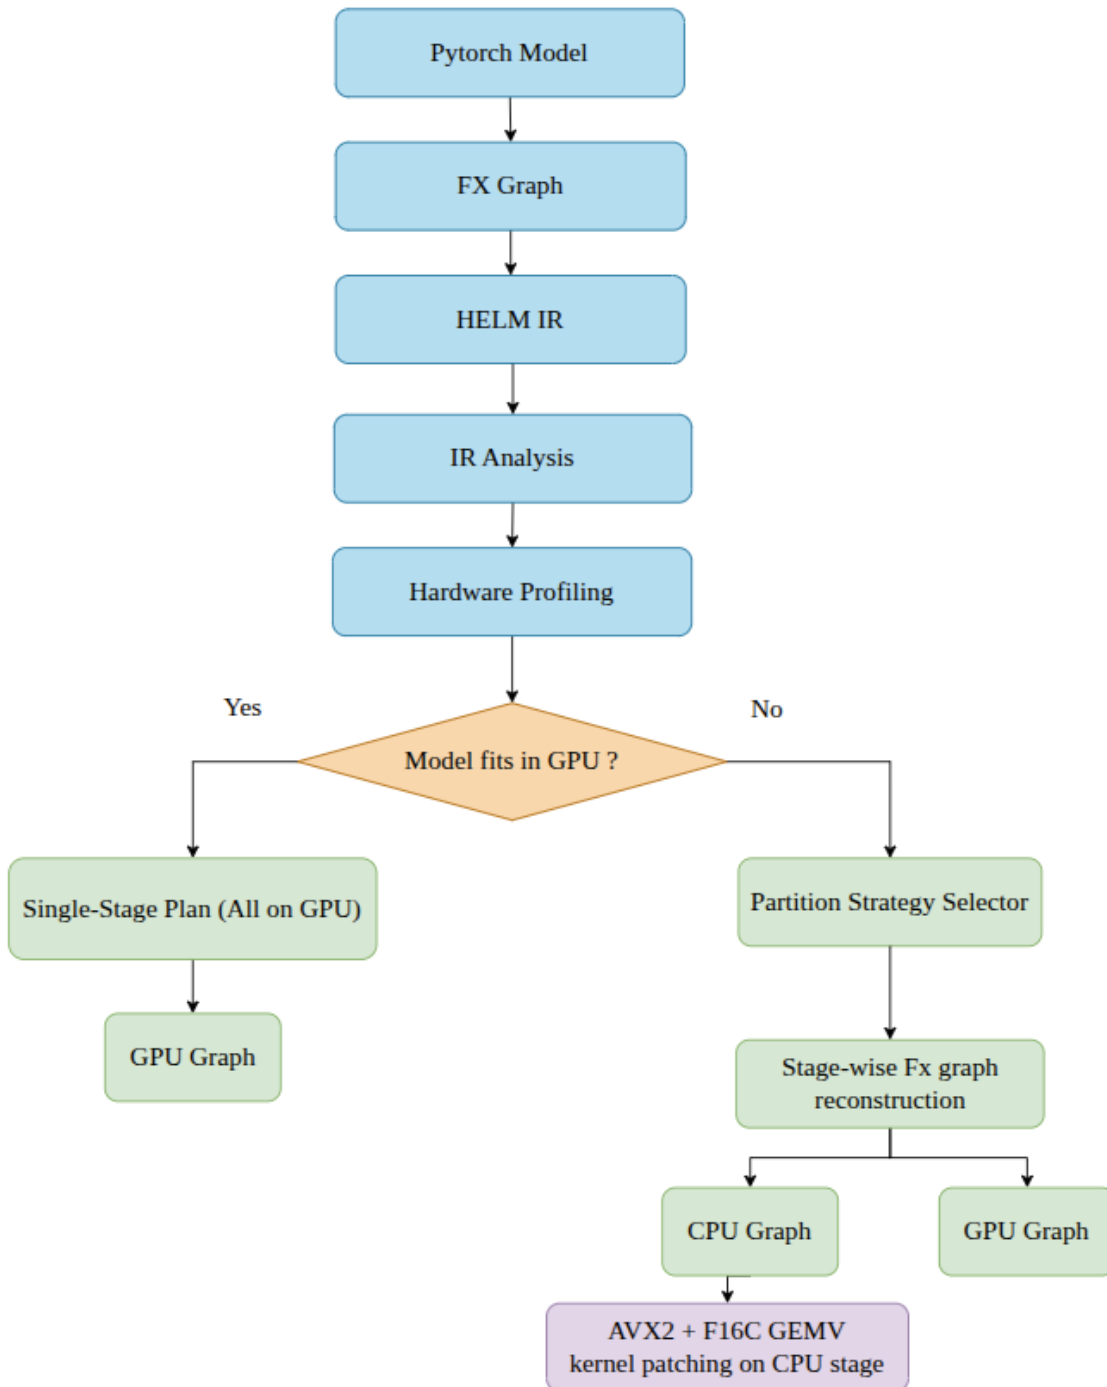 Pytorch Model
FX Graph
HELM IR
IR Analysis
Hardware Profiling
Yes
No
Model fits in GPU ?
Single-Stage Plan (All on GPU)
Partition Strategy Selector
GPU Graph
Stage-wise Fx graph
reconstruction
CPU Graph
GPU Graph
AVX2 + F16C GEMV
kernel patching on CPU stage